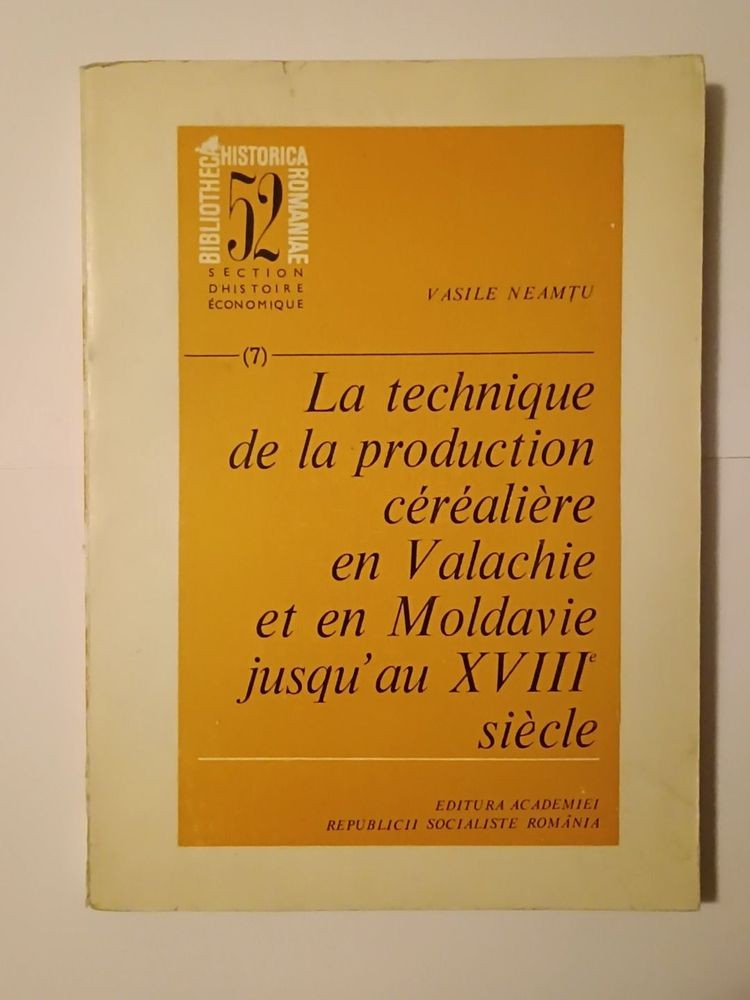 BIBLIOTHECA
HISTORICA
ROMANIAE
52
SECTION
DHISTOIRE
ÉCONOMIQUE
VASILE NEAMȚU
(7)
La technique
de la production
céréalière
en Valachie
et en Moldavie
jusqu'au XVIIIe
siècle
EDITURA ACADEMIEI
REPUBLICII SOCIALISTE ROMÂNIA